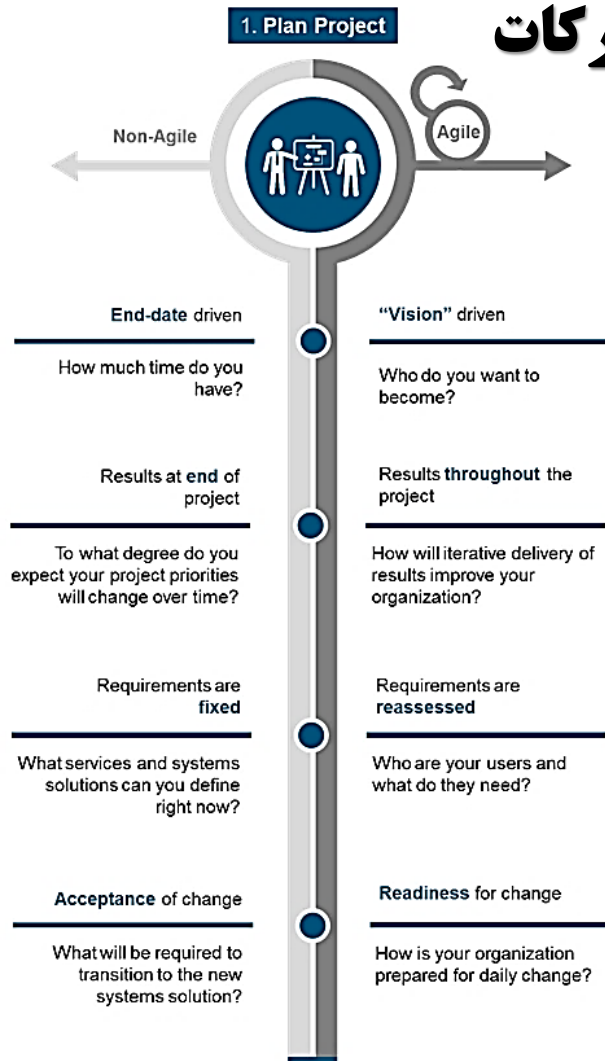 1. Plan Project
Non-Agile
Agile
End-date driven
How much time do you
have?
“Vision” driven
Who do you want to
become?
Results at end of
project
To what degree do you
expect your project priorities
will change over time?
Results throughout the
project
How will iterative delivery of
results improve your
organization?
Requirements are
fixed
What services and systems
solutions can you define
right now?
Requirements are
reassessed
Who are your users and
what do they need?
Acceptance of change
What will be required to
transition to the new
systems solution?
Readiness for change
How is your organization
prepared for daily change?